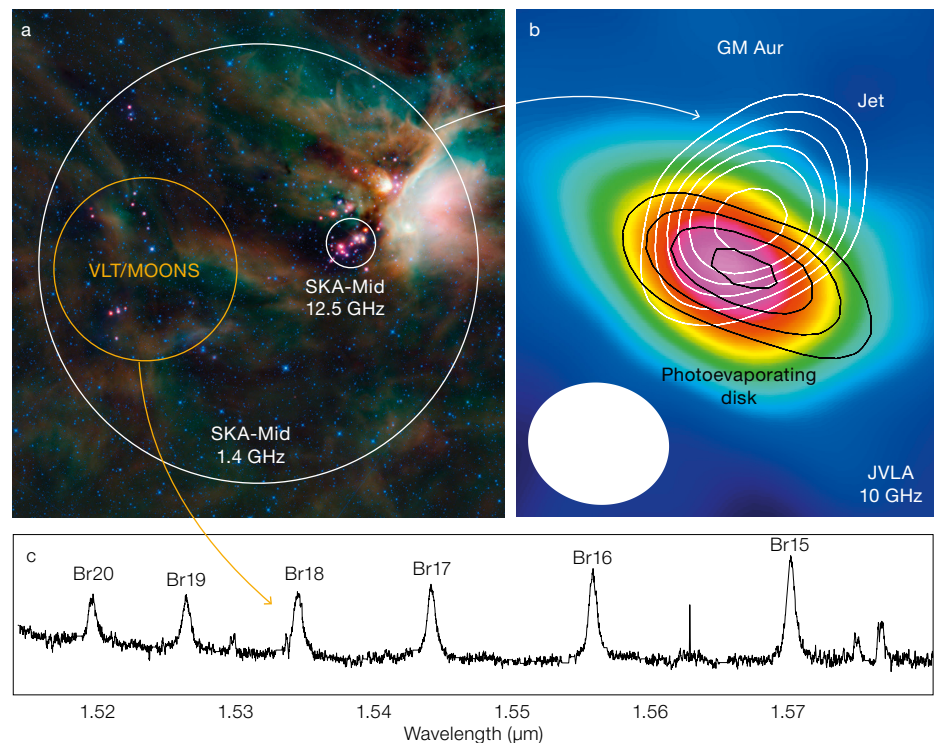 a
VLT/MOONS
SKA-Mid
12.5 GHz
SKA-Mid
1.4 GHz
b
GM Aur
Jet
Photoevaporating
disk
JVLA
10 GHz
c
Br20
Br19
Br18
Br17
Br16
Br15
1.52
1.53
1.54
1.55
1.56
1.57
Wavelength (μm)